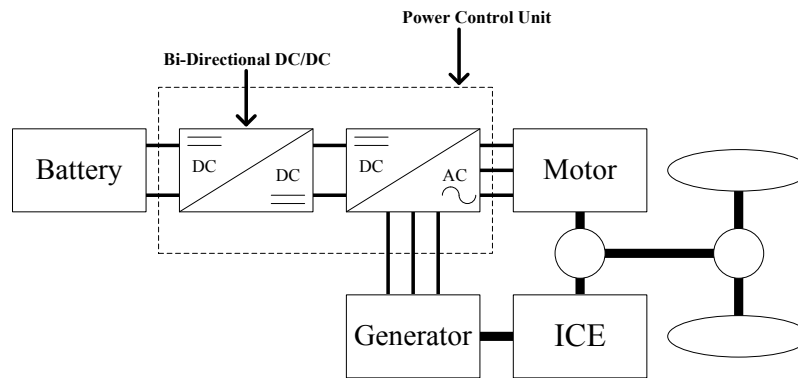 Power Control Unit
Bi-Directional DC/DC
Battery
DC
DC
DC
AC
Motor
Generator
ICE